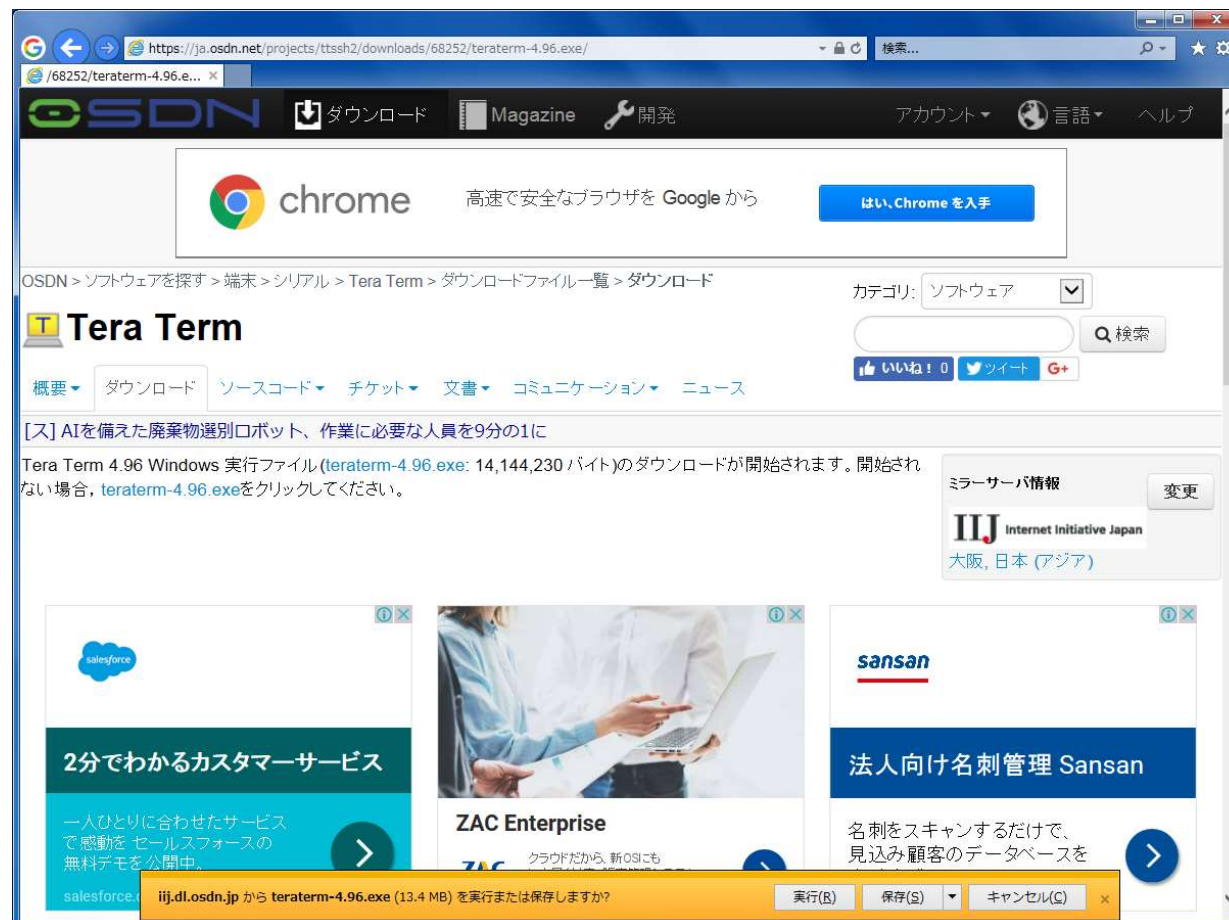 https://ja.osdn.net/projects/ttssh2/downloads/68252/teraterm-4.96.exe/
検索...
/68252/teraterm-4.96.e...
OSDN ダウンロード Magazine 開発 アカウント 言語 ヘルプ
chrome 高速で安全なブラウザを Google から はい、Chrome を入手
OSDN > ソフトウェアを探す > 端末 > シリアル > Tera Term > ダウンロードファイル一覧 > ダウンロード
カテゴリ: ソフトウェア
T Tera Term
検索
いいね! 0 ツイート G+
概要 ダウンロード ソースコード チケット 文書 コミュニケーション ニュース
[ス] AIを備えた廃棄物選別ロボット、作業に必要な人員を9分の1に
Tera Term 4.96 Windows 実行ファイル(teraterm-4.96.exe: 14,144,230 バイト)のダウンロードが開始されます。開始され
ない場合, teraterm-4.96.exeをクリックしてください。
ミラーサーバ情報 変更
IIJ Internet Initiative Japan
大阪, 日本 (アジア)
salesforce
2分でわかるカスタマーサービス
一人ひとりに合わせたサービス
で感動を セールスフォースの
無料デモを公開中。
ZAC Enterprise
ZAC クラウドだから、新OSにも
sansan
法人向け名刺管理 Sansan
名刺をスキャンするだけで、
見込み顧客のデータベースを
iij.dl.osdn.jp から teraterm-4.96.exe (13.4 MB) を実行または保存しますか? 実行(R) 保存(S) キャンセル(C)